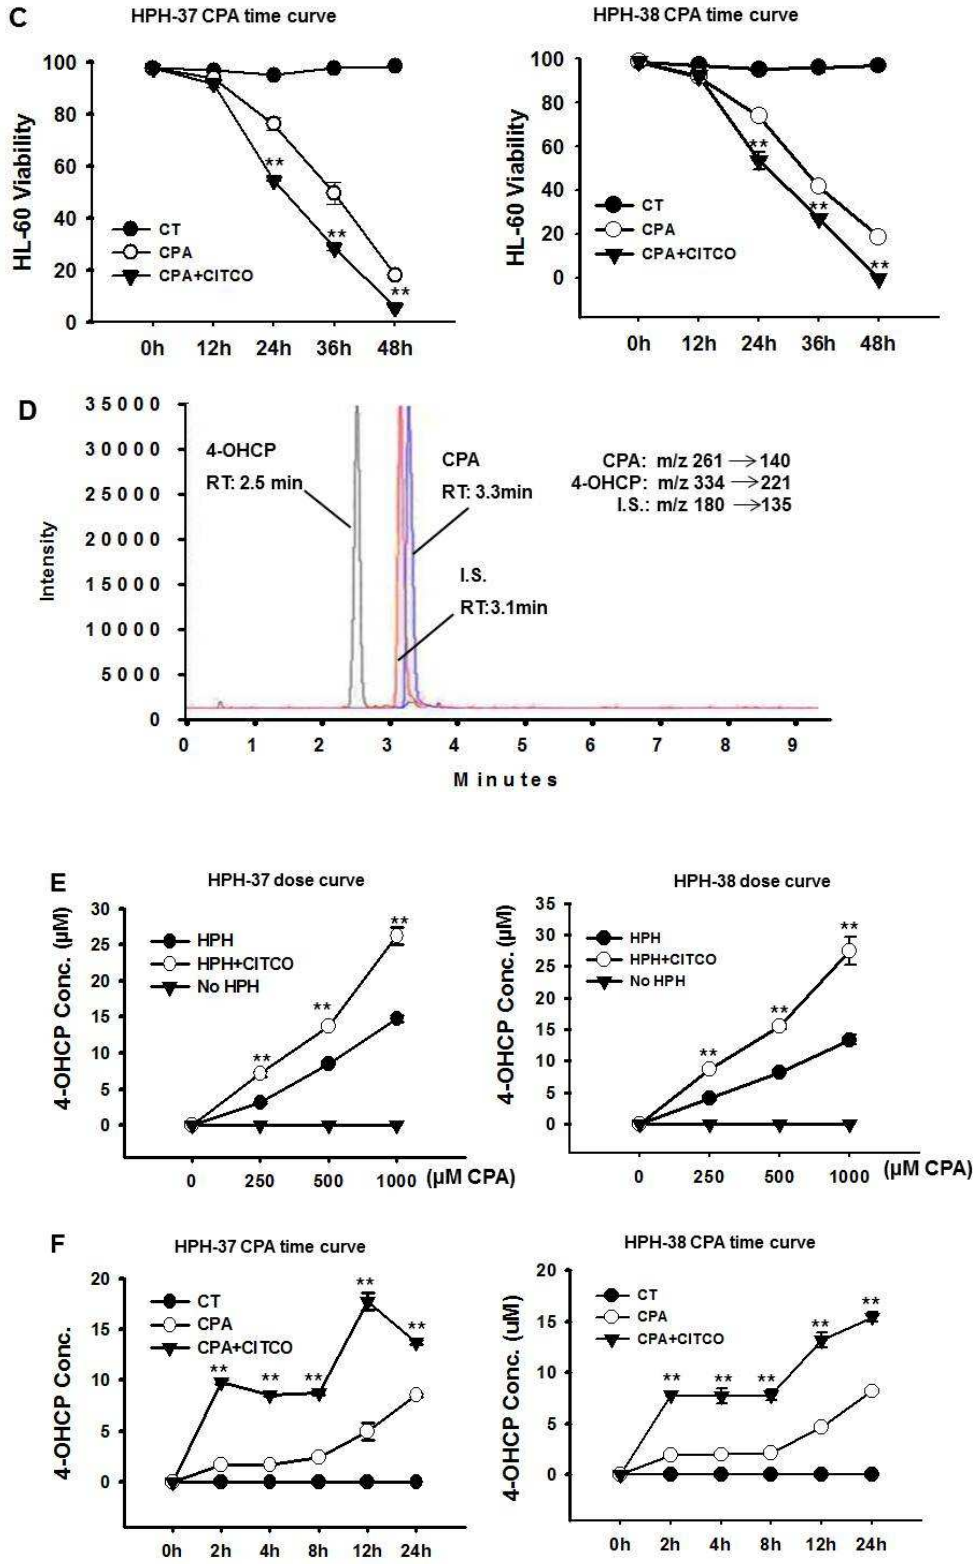 C
HPH-37 CPA time curve
HL-60 Viability
100
80
60
40
20
0
CT
CPA
CPA+CITCO
**
**
**
0h 12h 24h 36h 48h
HPH-38 CPA time curve
HL-60 Viability
100
80
60
40
20
0
CT
CPA
CPA+CITCO
**
**
**
0h 12h 24h 36h 48h
D
Intensity
35000
30000
25000
20000
15000
10000
5000
0
4-OHCP
RT: 2.5 min
CPA
RT: 3.3min
I.S.
RT:3.1min
CPA: m/z 261 →140
4-OHCP: m/z 334 →221
I.S.: m/z 180 →135
0 1 2 3 4 5 6 7 8 9
Minutes
E
HPH-37 dose curve
4-OHCP Conc. (µM)
30
25
20
15
10
5
0
HPH
HPH+CITCO
No HPH
**
**
**
0 250 500 1000 (µM CPA)
HPH-38 dose curve
4-OHCP Conc. (µM)
35
30
25
20
15
10
5
0
HPH
HPH+CITCO
No HPH
**
**
**
0 250 500 1000 (µM CPA)
F
HPH-37 CPA time curve
4-OHCP Conc.
20
15
10
5
0
CT
CPA
CPA+CITCO
** ** ** ** **
0h 2h 4h 8h 12h 24h
HPH-38 CPA time curve
4-OHCP Conc. (uM)
20
15
10
5
0
CT
CPA
CPA+CITCO
** ** ** ** **
0h 2h 4h 8h 12h 24h